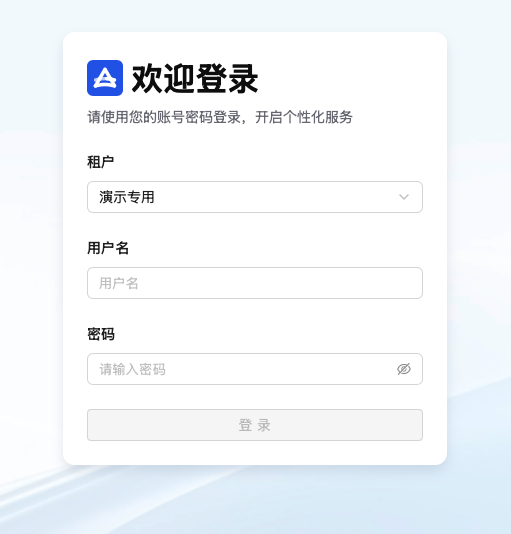 欢迎登录
请使用您的账号密码登录，开启个性化服务
租户
演示专用
用户名
用户名
密码
请输入密码
登 录